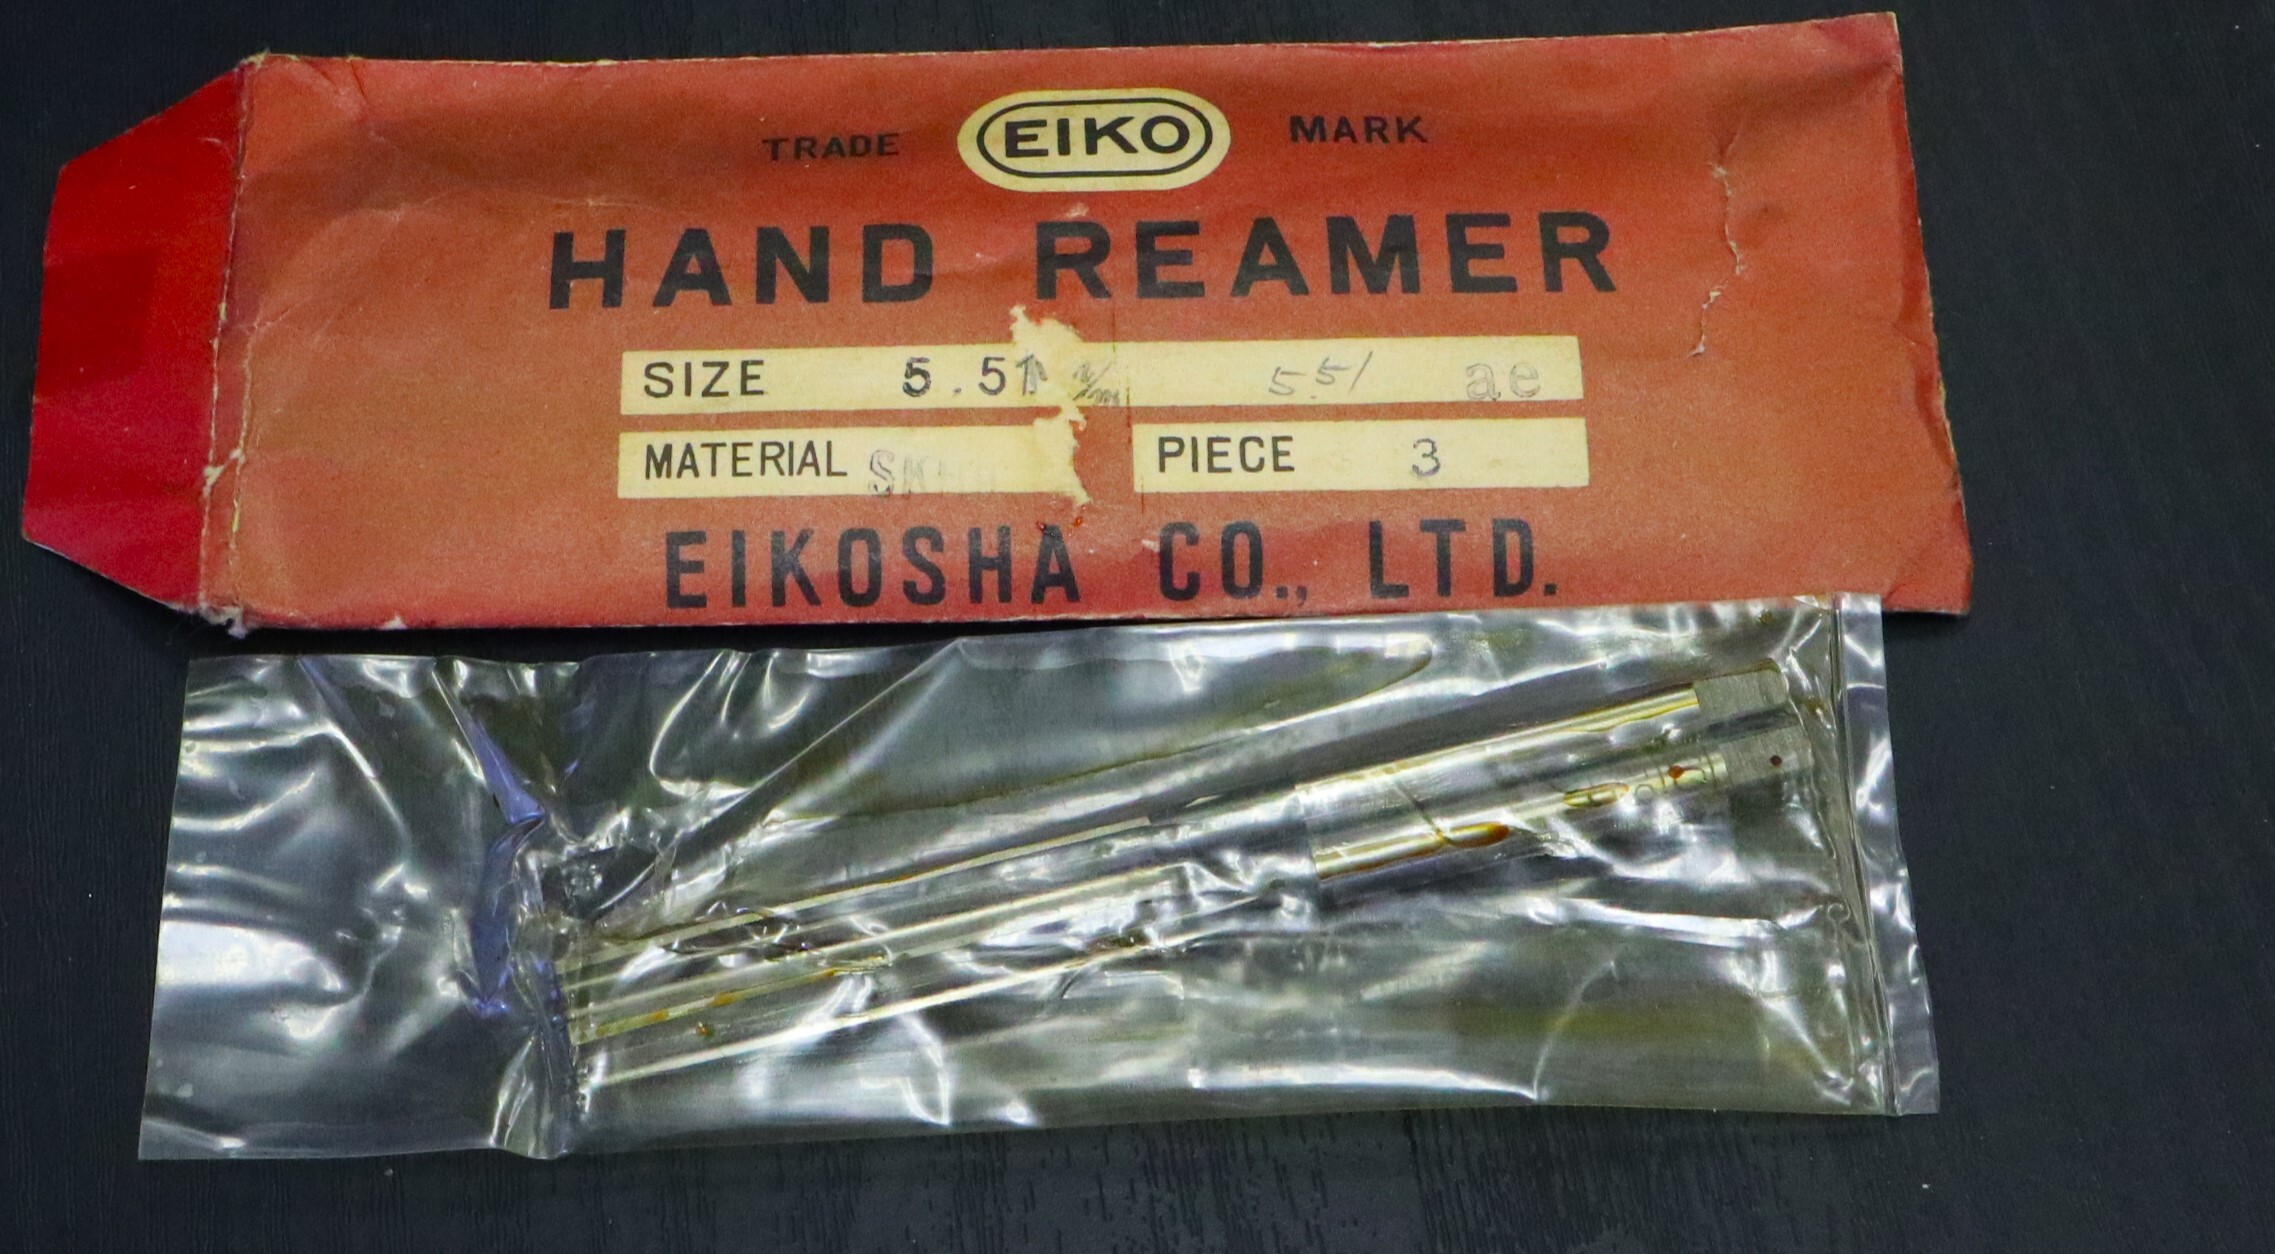 TRADE EIKO MARK
HAND REAMER
SIZE 5.51 m/m 5.51 ae
MATERIAL PIECE 3
EIKOSHA CO., LTD.